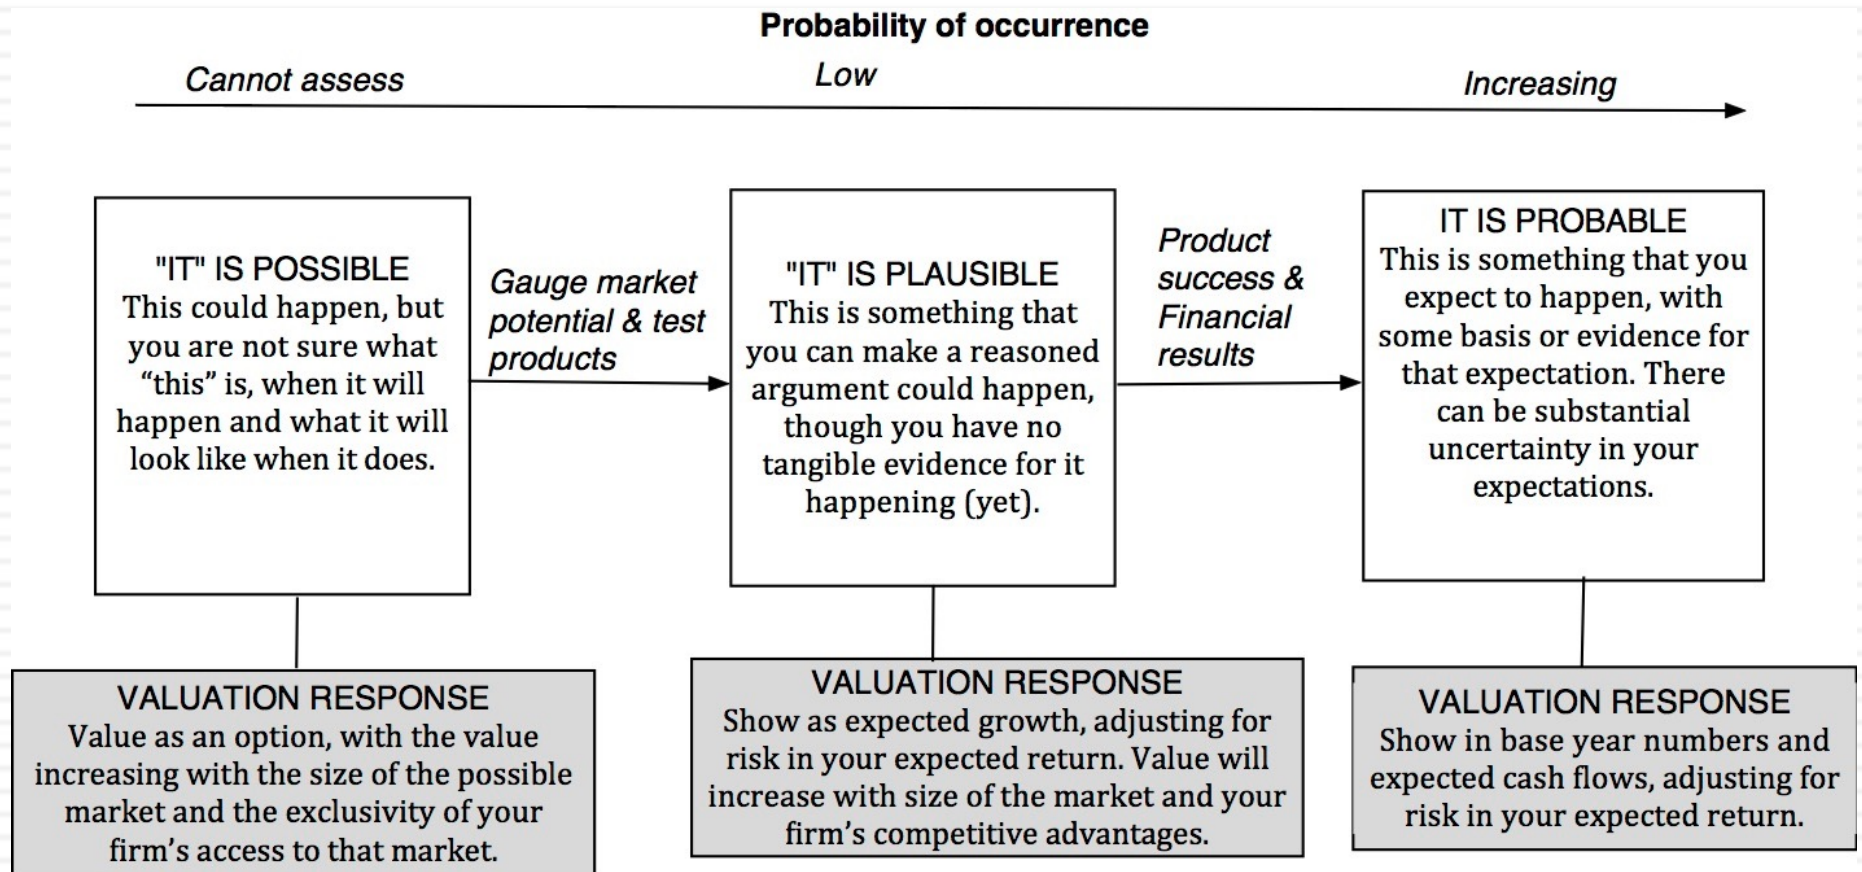 Probability of occurrence
Cannot assess
Low
Increasing
"IT" IS POSSIBLE
This could happen, but
you are not sure what
“this” is, when it will
happen and what it will
look like when it does.
Gauge market
potential & test
products
"IT" IS PLAUSIBLE
This is something that
you can make a reasoned
argument could happen,
though you have no
tangible evidence for it
happening (yet).
Product
success &
Financial
results
IT IS PROBABLE
This is something that you
expect to happen, with
some basis or evidence for
that expectation. There
can be substantial
uncertainty in your
expectations.
VALUATION RESPONSE
Value as an option, with the value
increasing with the size of the possible
market and the exclusivity of your
firm’s access to that market.
VALUATION RESPONSE
Show as expected growth, adjusting for
risk in your expected return. Value will
increase with size of the market and your
firm’s competitive advantages.
VALUATION RESPONSE
Show in base year numbers and
expected cash flows, adjusting for
risk in your expected return.